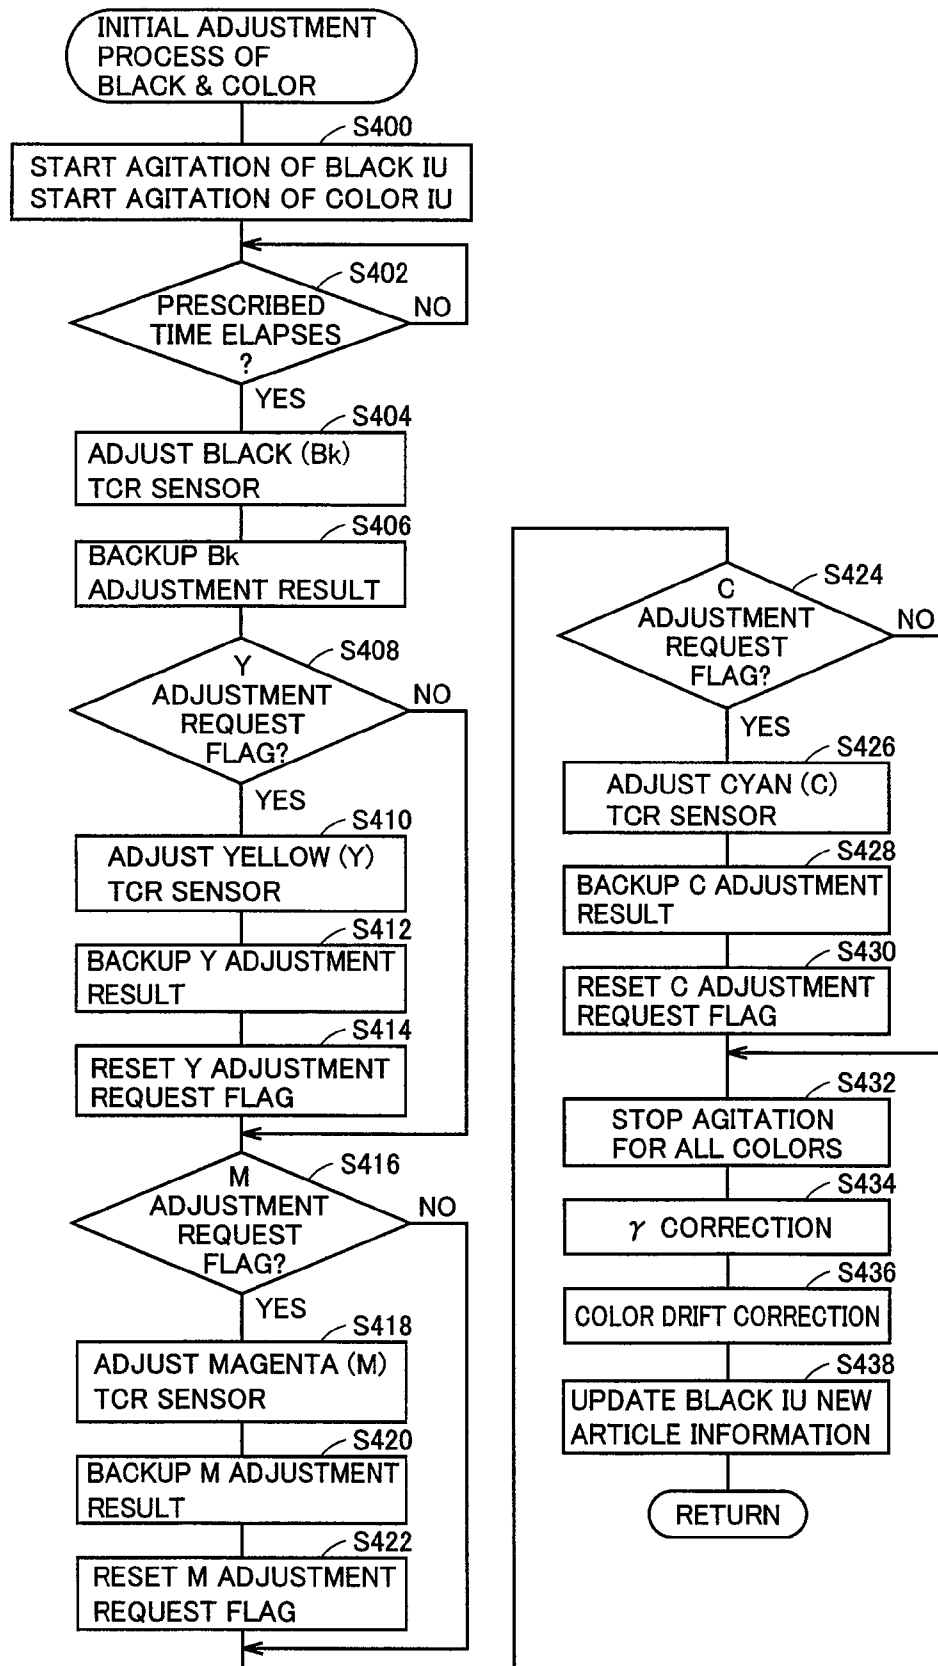 INITIAL ADJUSTMENT
PROCESS OF
BLACK & COLOR
S400
START AGITATION OF BLACK IU
START AGITATION OF COLOR IU
S402
PRESCRIBED
TIME ELAPSES
?
NO
YES
S404
ADJUST BLACK (Bk)
TCR SENSOR
S406
BACKUP Bk
ADJUSTMENT RESULT
S408
Y
ADJUSTMENT
REQUEST
FLAG?
NO
YES
S410
ADJUST YELLOW (Y)
TCR SENSOR
S412
BACKUP Y ADJUSTMENT
RESULT
S414
RESET Y ADJUSTMENT
REQUEST FLAG
S416
M
ADJUSTMENT
REQUEST
FLAG?
NO
YES
S418
ADJUST MAGENTA (M)
TCR SENSOR
S420
BACKUP M ADJUSTMENT
RESULT
S422
RESET M ADJUSTMENT
REQUEST FLAG
S424
C
ADJUSTMENT
REQUEST
FLAG?
NO
YES
S426
ADJUST CYAN (C)
TCR SENSOR
S428
BACKUP C ADJUSTMENT
RESULT
S430
RESET C ADJUSTMENT
REQUEST FLAG
S432
STOP AGITATION
FOR ALL COLORS
S434
γ CORRECTION
S436
COLOR DRIFT CORRECTION
S438
UPDATE BLACK IU NEW
ARTICLE INFORMATION
RETURN